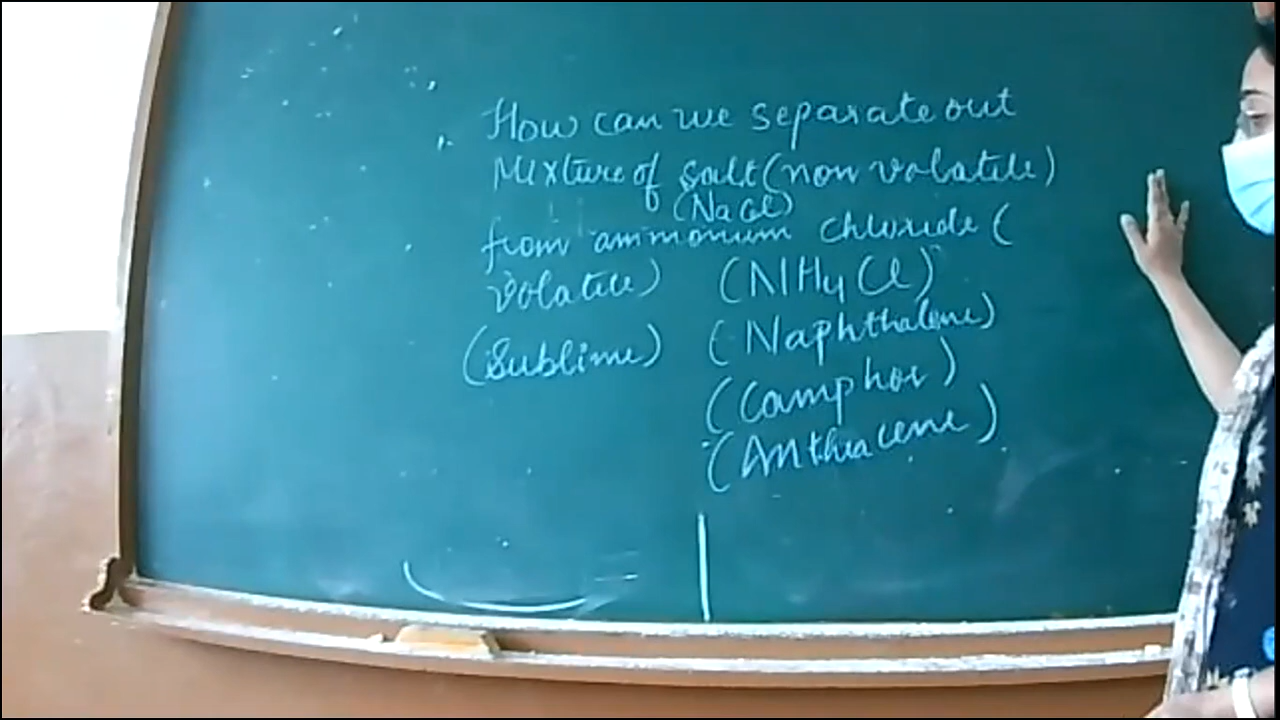 How can we separate out
Mixture of salt (non volatile)
(NaCl)
from ammonium chloride (
volatile) (NH4Cl)
(Sublime) (Naphthalene)
(Camphor)
(Anthracene)